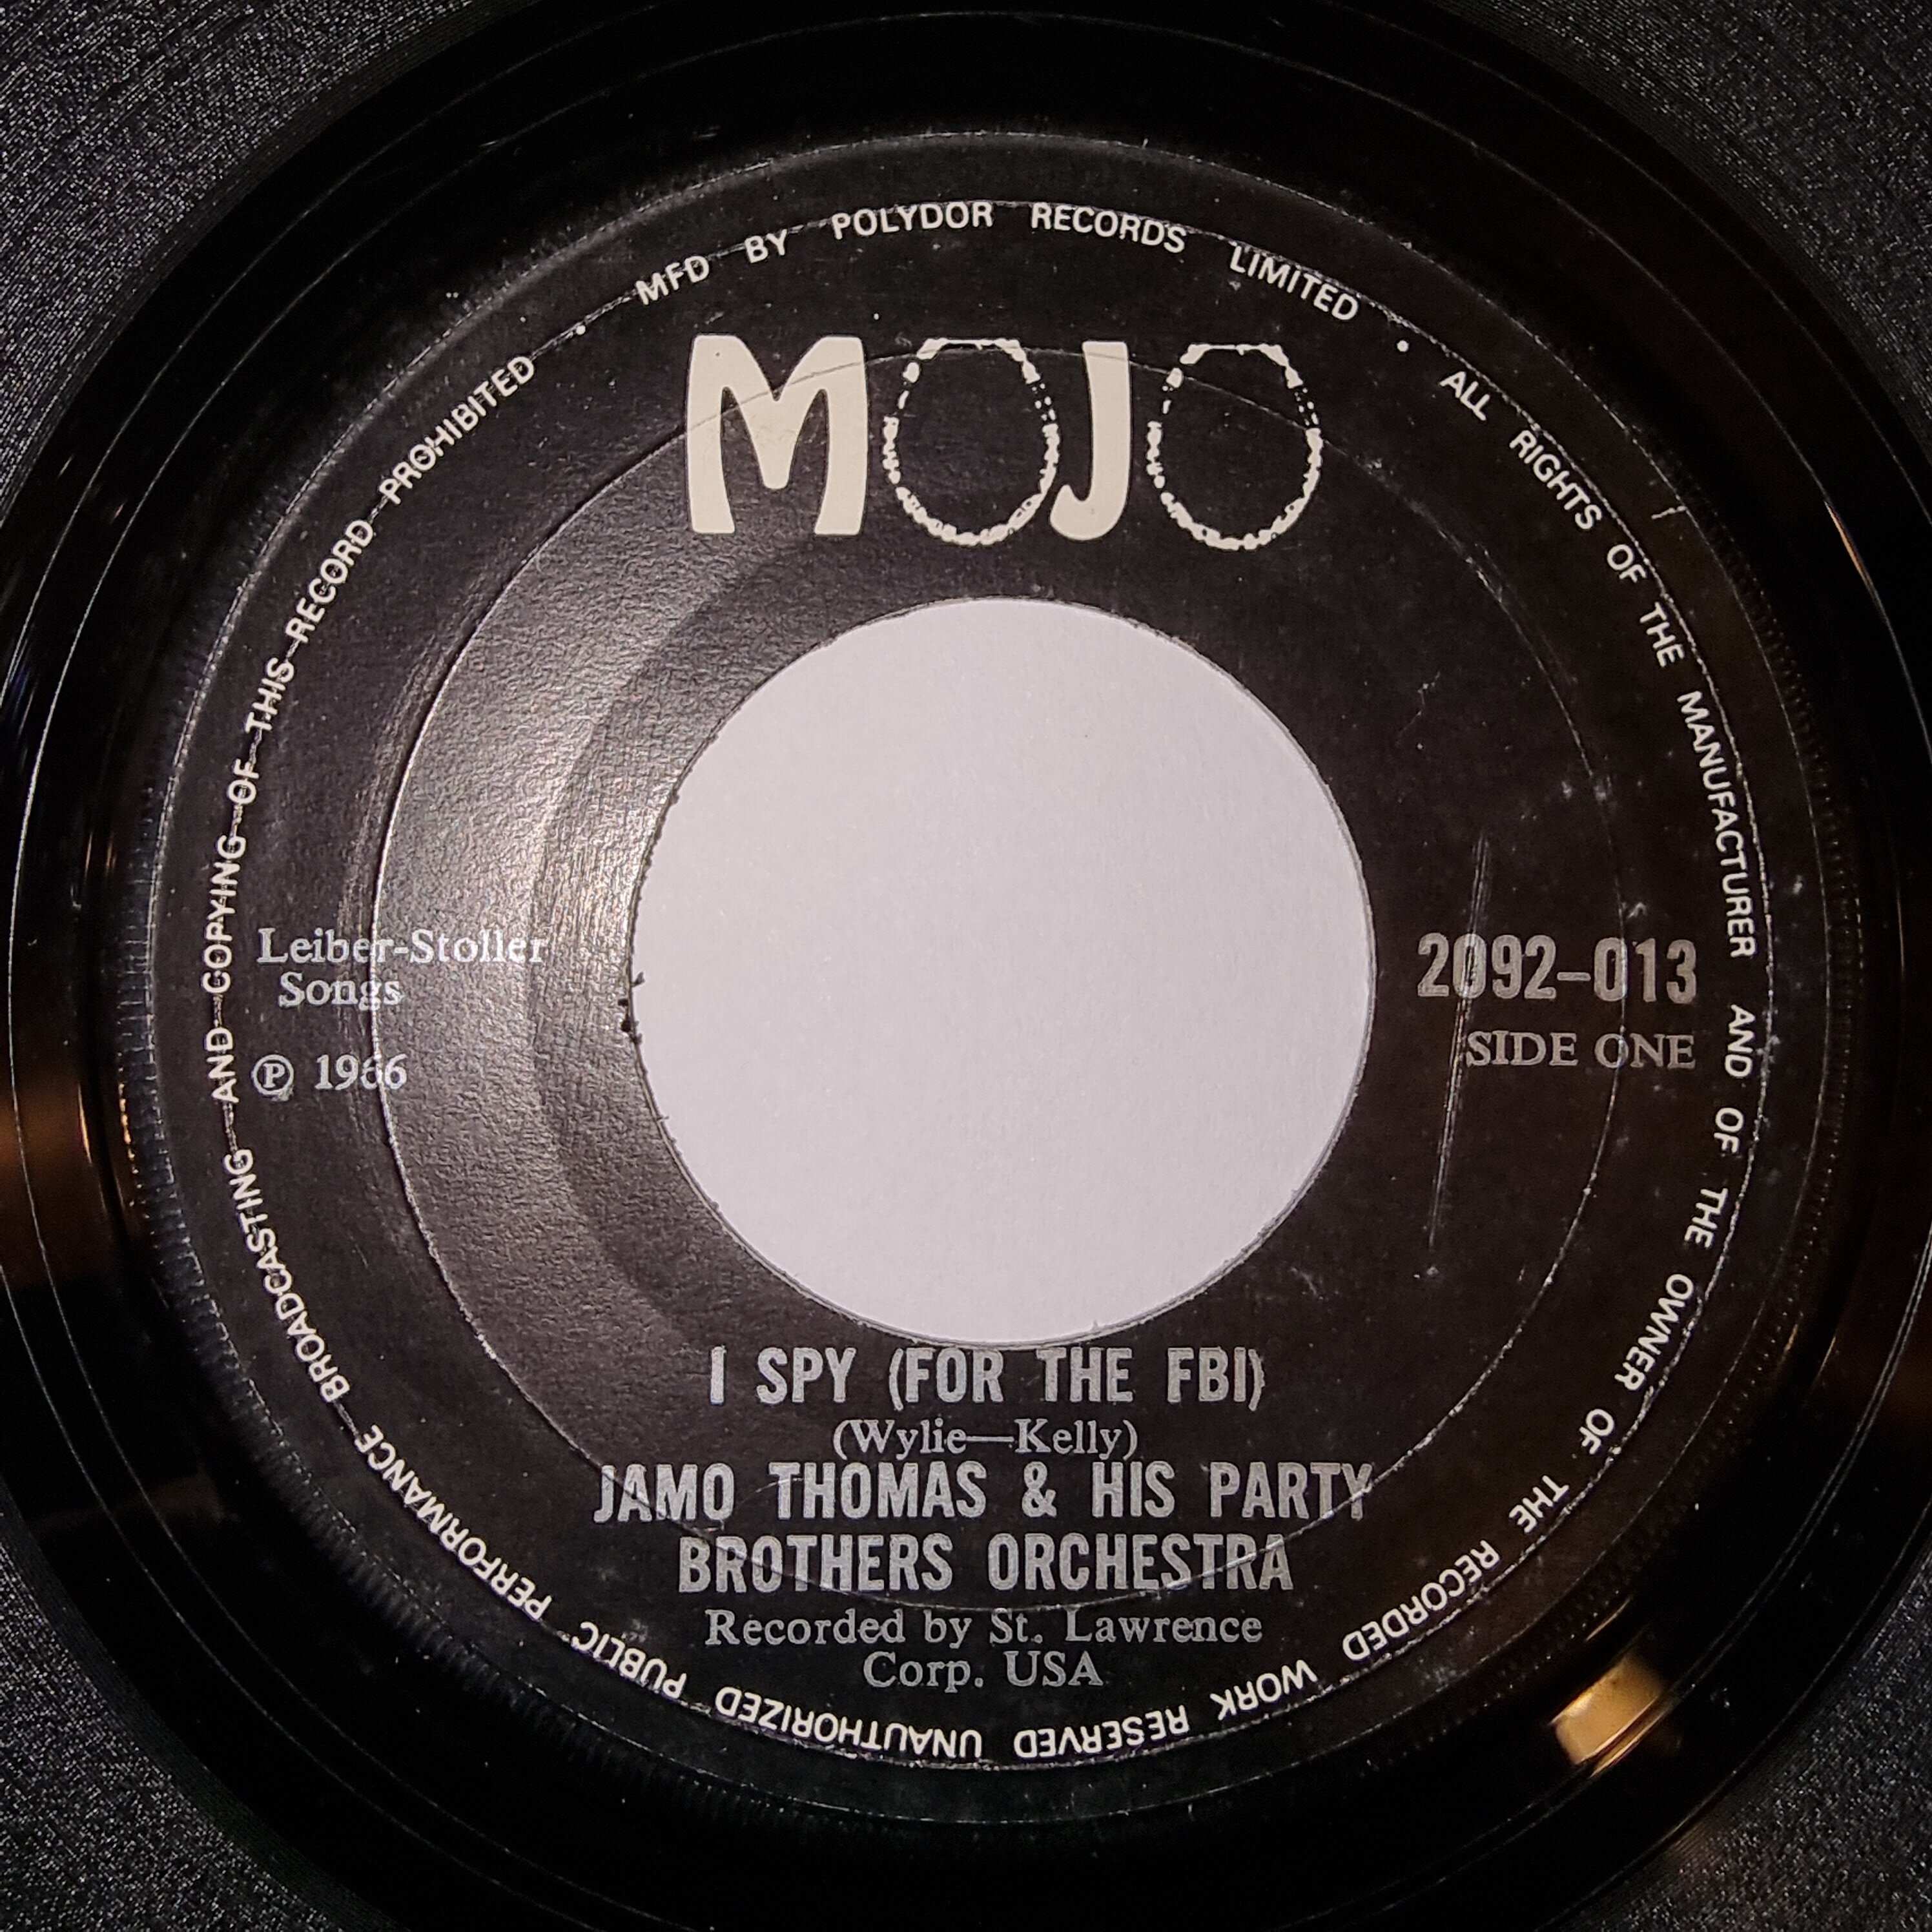 MFD BY POLYDOR RECORDS LIMITED • ALL RIGHTS OF THE MANUFACTURER AND OF THE OWNER OF THE RECORDED WORK RESERVED UNAUTHORIZED PUBLIC PERFORMANCE BROADCASTING AND COPYING OF THIS RECORD PROHIBITED •
MOJO
Leiber-Stoller
Songs
℗ 1966
2092-013
SIDE ONE
I SPY (FOR THE FBI)
(Wylie—Kelly)
JAMO THOMAS & HIS PARTY
BROTHERS ORCHESTRA
Recorded by St. Lawrence
Corp. USA